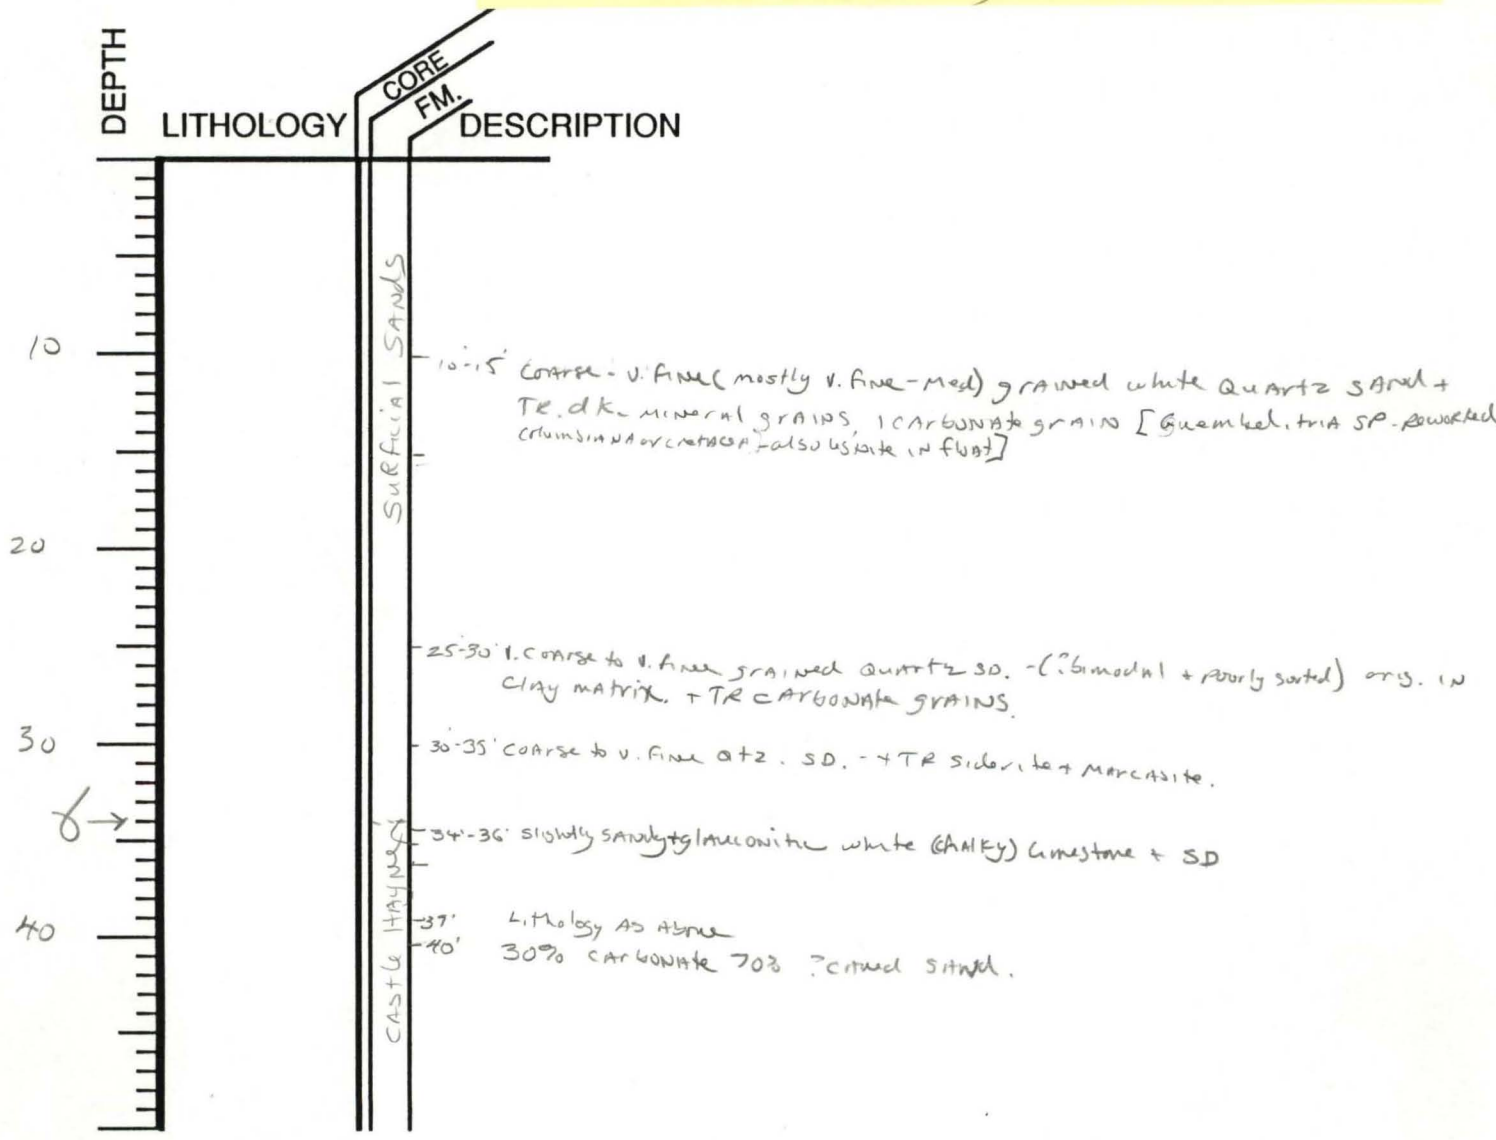 DEPTH
LITHOLOGY
CORE
FM.
DESCRIPTION
SURFICIAL SANDS
10
10'-15' COARSE - V. FINE (mostly V. fine-Med) grained white QUARTZ SAND +
TR. dk. MINERAL grAINS, 1 CArbONATE grAIN [Guembelitria SP. - REWORKED
also lignite IN float]
20
25-30' V. COArse to V. fine grained QUARTZ SD. - (?bimodal + poorly sorted) orig. IN
ClAY MATRIX. + TR CARBONATE grAINS.
30
30-35' COArse to V. FINE QTZ. SD. - + TR Siderite + MArCASITE.
γ →
CASTLE HAYNE
34'-36' Slightly SANDy + glAUCONITIC white (ChAlKy) limestone + SD
39' Lithology AS Above
40
40' 30% CArbONATE 70% ?CAved SAND.